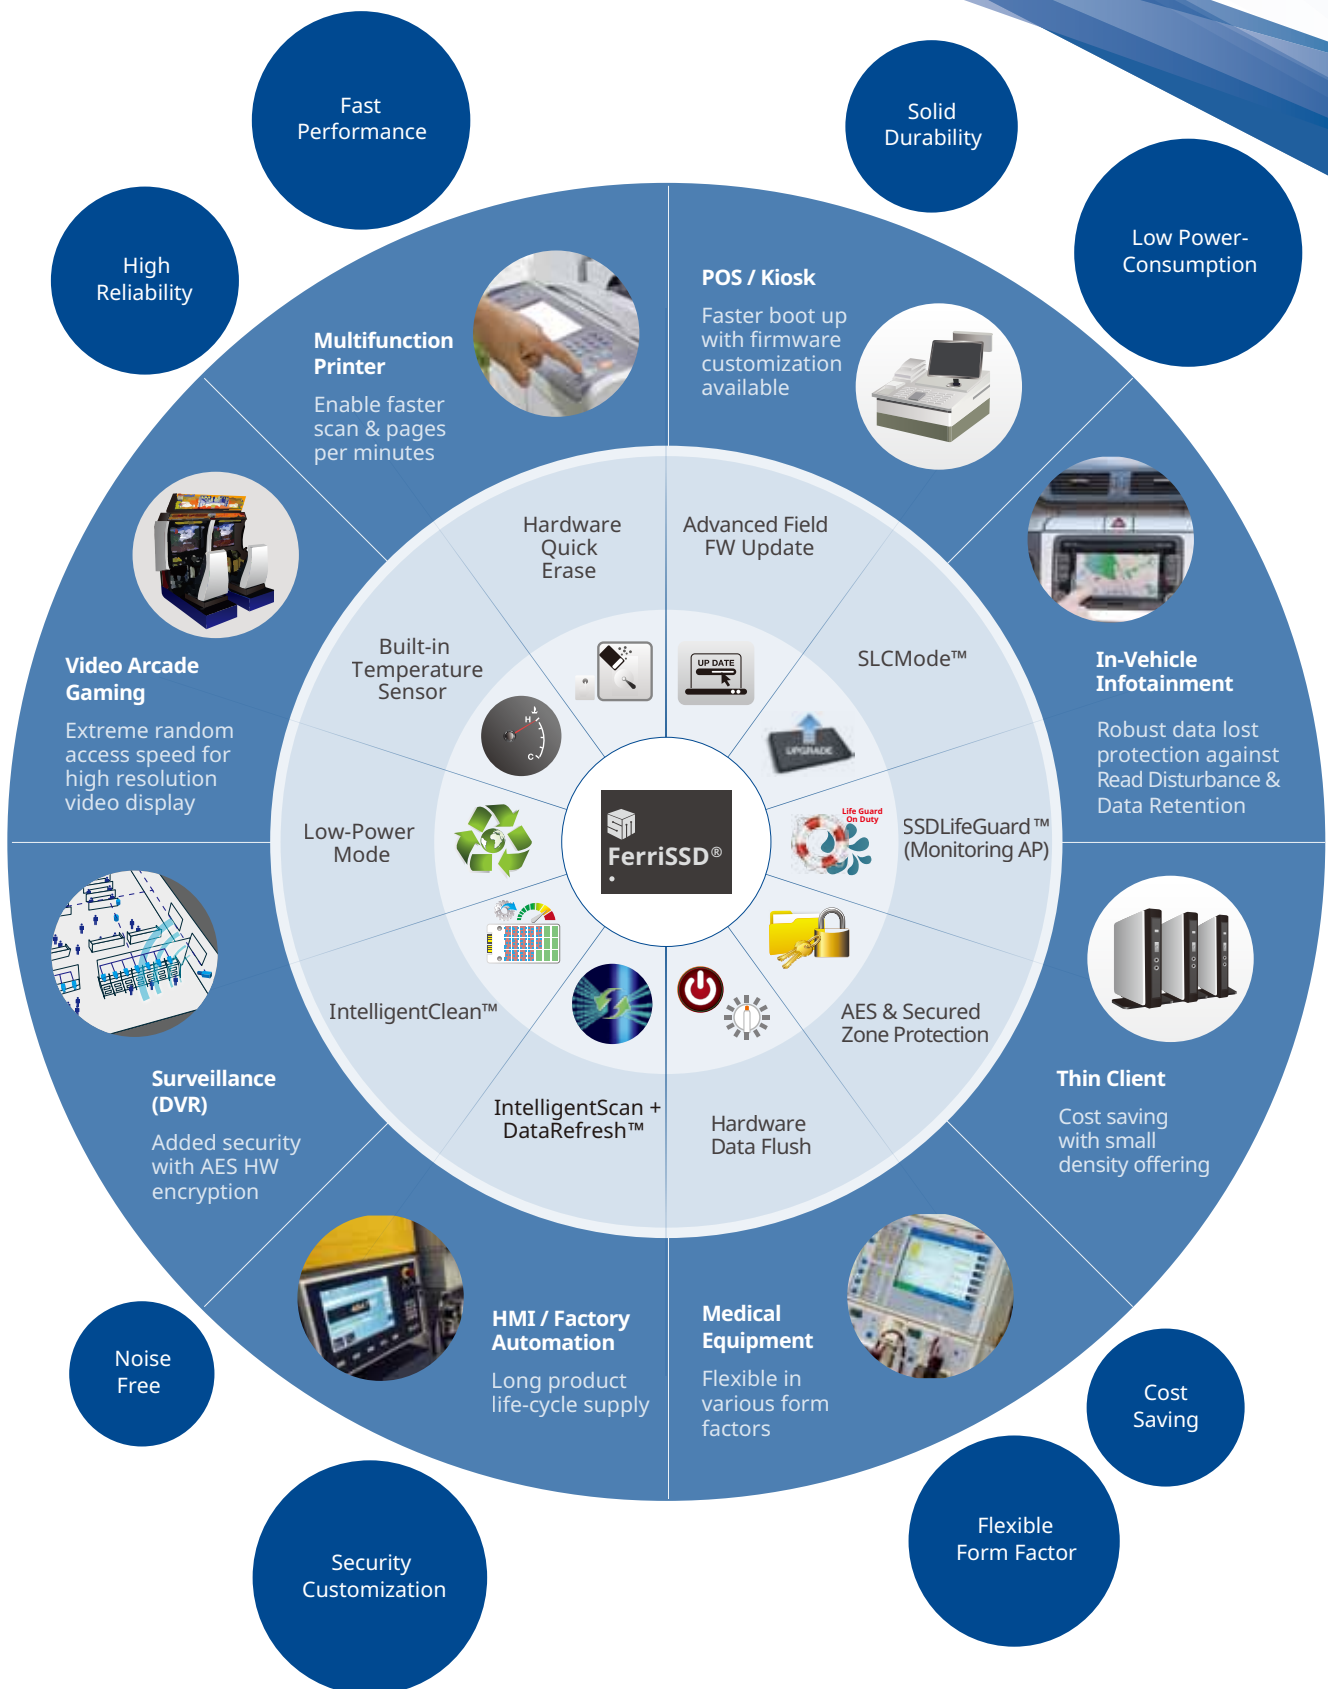 Fast
Performance
Solid
Durability
High
Reliability
Low Power-
Consumption
Multifunction
Printer
Enable faster
scan & pages
per minutes
POS / Kiosk
Faster boot up
with firmware
customization
available
Video Arcade
Gaming
Extreme random
access speed for
high resolution
video display
In-Vehicle
Infotainment
Robust data lost
protection against
Read Disturbance &
Data Retention
Hardware
Quick
Erase
Advanced Field
FW Update
Built-in
Temperature
Sensor
SLCMode™
UP DATE
UPGRADE
H
C
Low-Power
Mode
SM
FerriSSD®
Life Guard
On Duty
SSDLifeGuard™
(Monitoring AP)
IntelligentClean™
AES & Secured
Zone Protection
IntelligentScan +
DataRefresh™
Hardware
Data Flush
Surveillance
(DVR)
Added security
with AES HW
encryption
Thin Client
Cost saving
with small
density offering
HMI / Factory
Automation
Long product
life-cycle supply
Medical
Equipment
Flexible in
various form
factors
Noise
Free
Cost
Saving
Security
Customization
Flexible
Form Factor